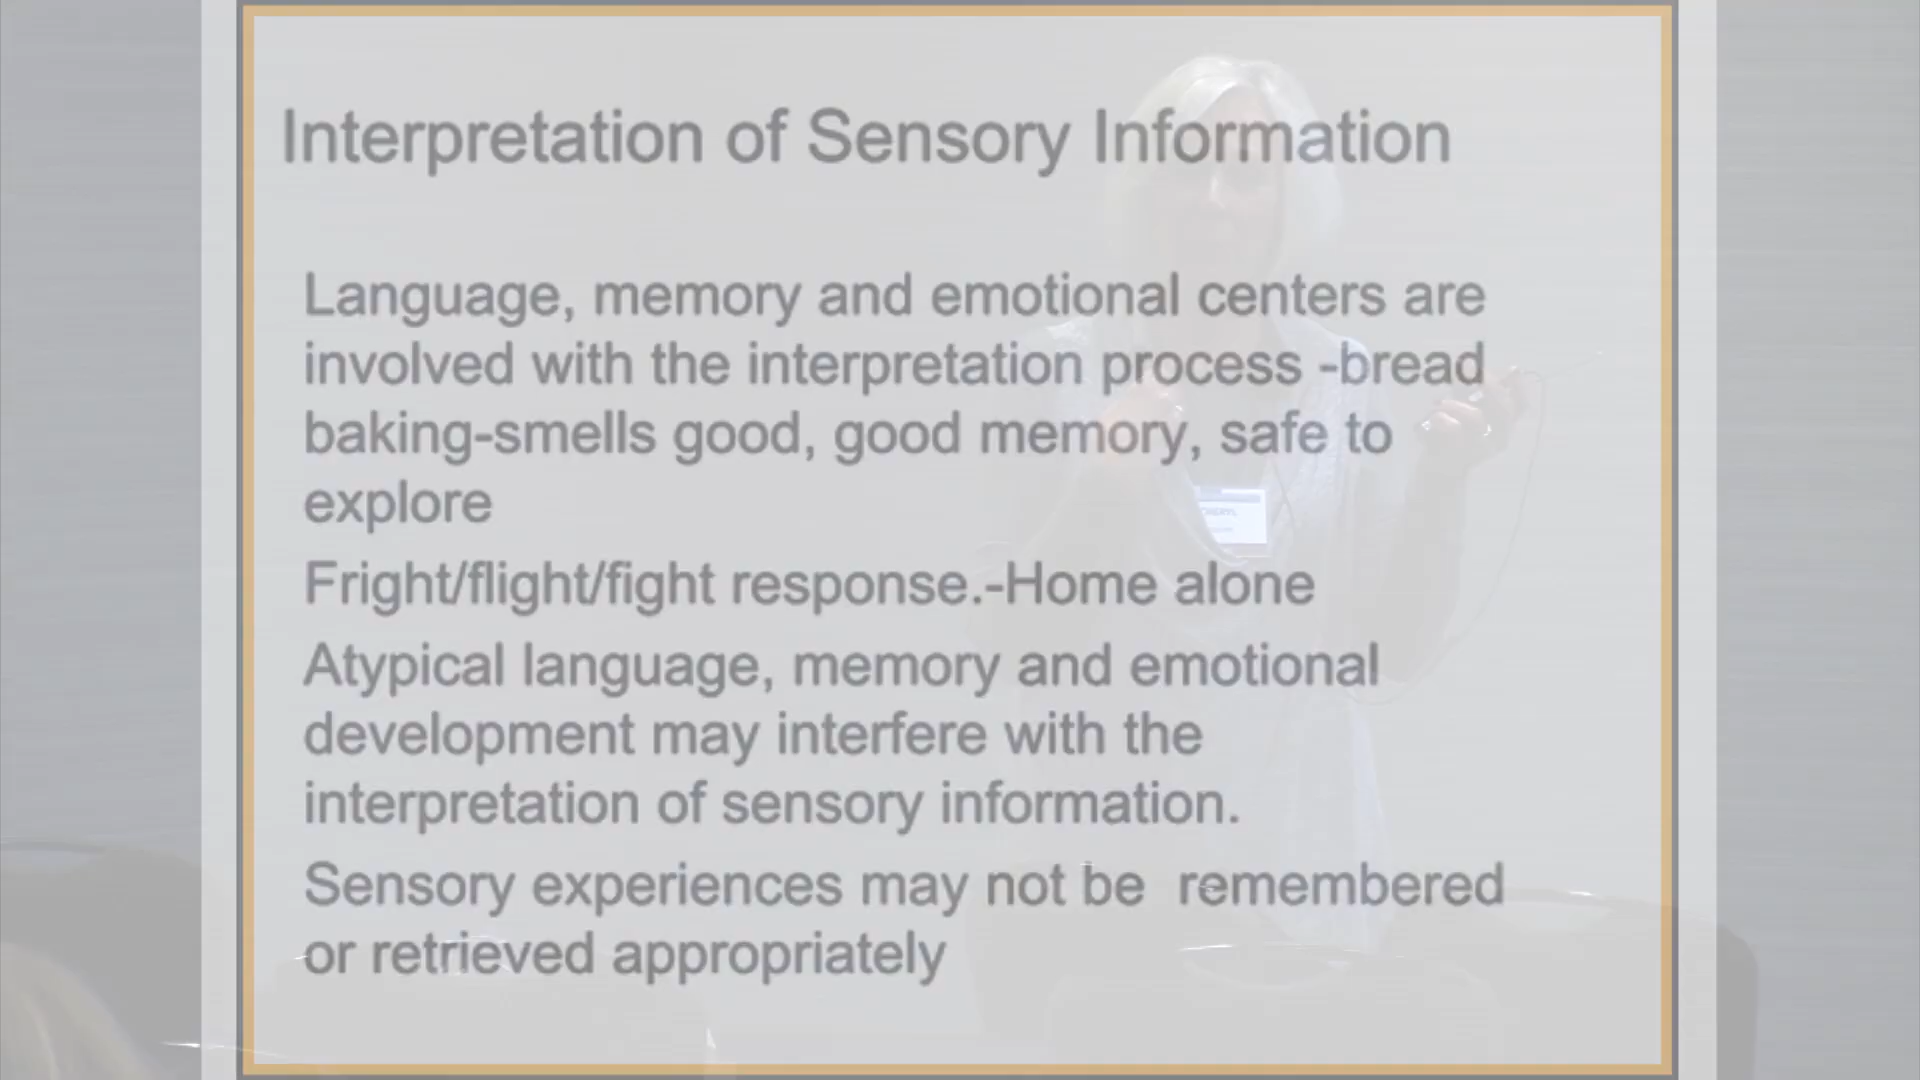 Interpretation of Sensory Information
Language, memory and emotional centers are
involved with the interpretation process -bread
baking-smells good, good memory, safe to
explore
Fright/flight/fight response.-Home alone
Atypical language, memory and emotional
development may interfere with the
interpretation of sensory information.
Sensory experiences may not be  remembered
or retrieved appropriately
CHERYL